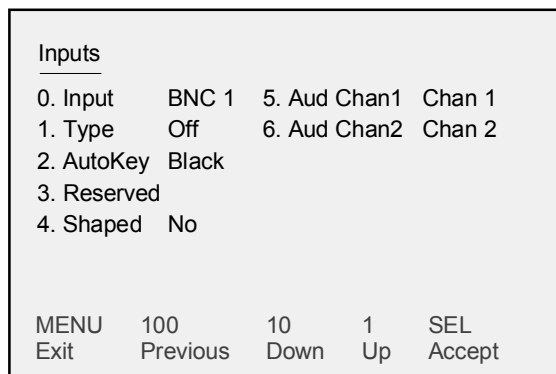 Inputs
0. Input BNC 1 5. Aud Chan1 Chan 1
1. Type Off 6. Aud Chan2 Chan 2
2. AutoKey Black
3. Reserved
4. Shaped No
MENU 100 10 1 SEL
Exit Previous Down Up Accept